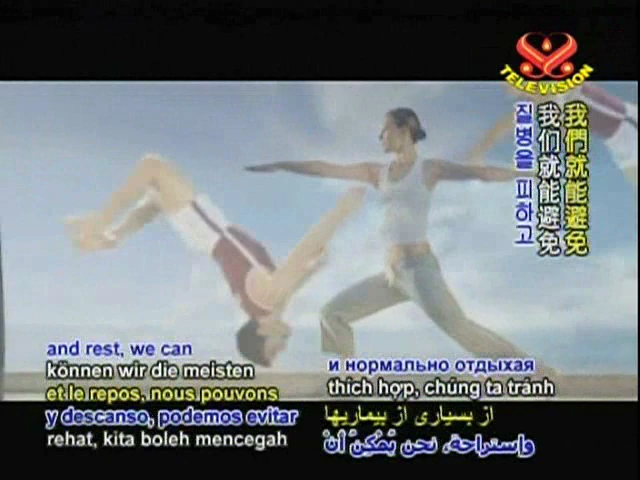 TELEVISION
我們就能避免
我们就能避免
질병을 피하고
and rest, we can
können wir die meisten
et le repos, nous pouvons
y descanso, podemos evitar
rehat, kita boleh mencegah
и нормально отдыхая
thích hợp, chúng ta tránh
از بسیاری از بیماریها
واستراحة، نحن يُمْكِنُ أَنْ